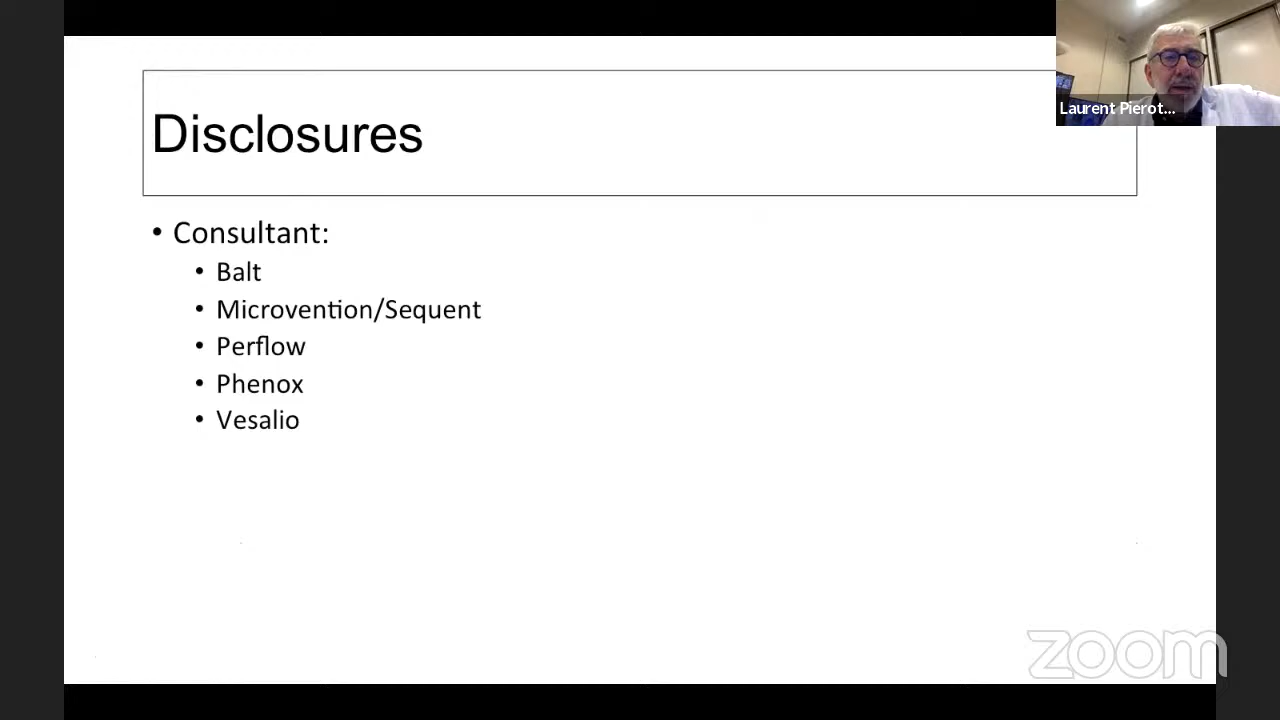 Disclosures
Laurent Pierot...
• Consultant:
• Balt
• Microvention/Sequent
• Perflow
• Phenox
• Vesalio
zoom